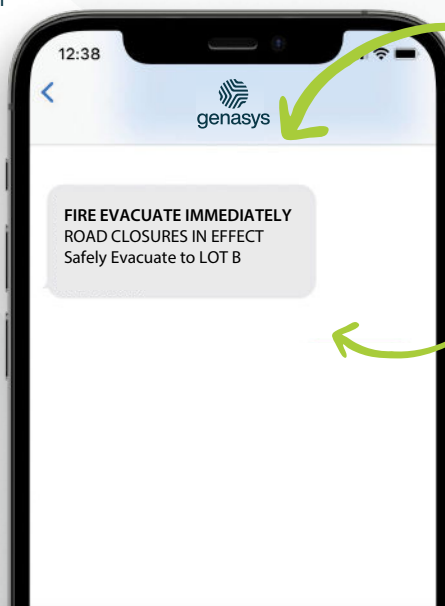 12:38
genasys
FIRE EVACUATE IMMEDIATELY
ROAD CLOSURES IN EFFECT
Safely Evacuate to LOT B